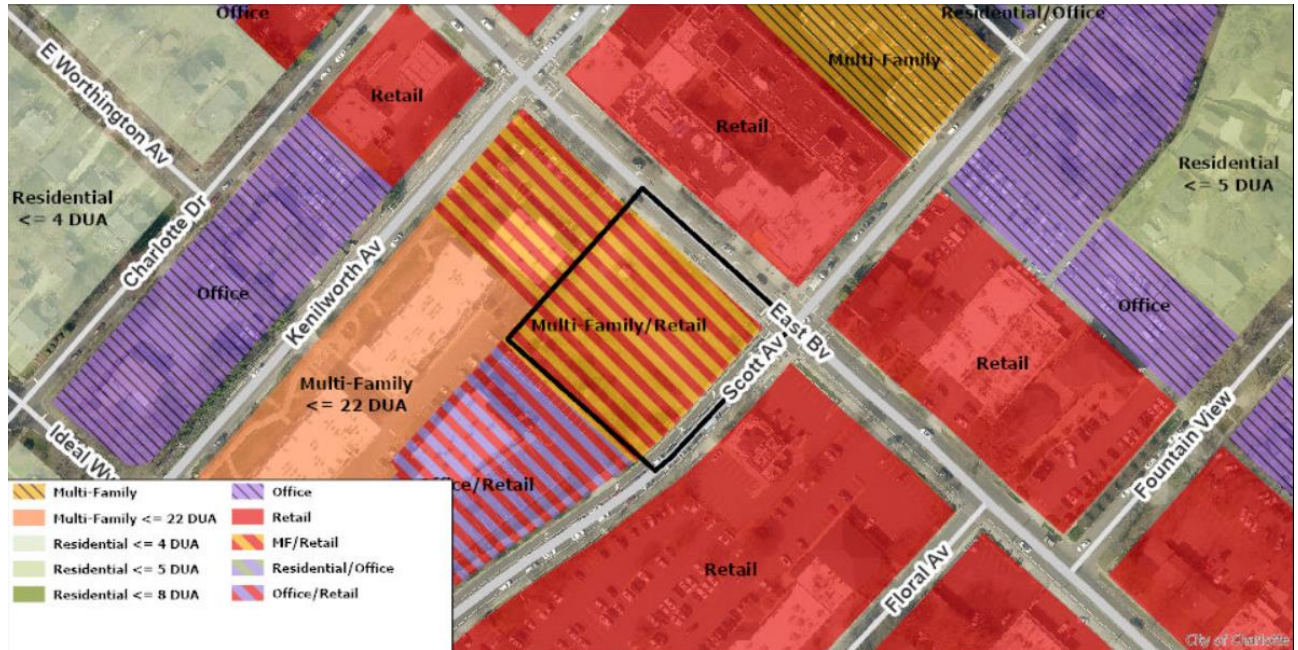 Office
Residential/Office
E Worthington Av
Multi-Family
Retail
Retail
Residential
<= 5 DUA
Residential
<= 4 DUA
Charlotte Dr
Office
Kenilworth Av
Multi-Family/Retail
East Bv
Scott Av
Office
Retail
Multi-Family
<= 22 DUA
Ideal Wy
fice/Retail
Fountain View
Retail
Floral Av
Multi-Family
Multi-Family <= 22 DUA
Residential <= 4 DUA
Residential <= 5 DUA
Residential <= 8 DUA
Office
Retail
MF/Retail
Residential/Office
Office/Retail
City of Charlotte